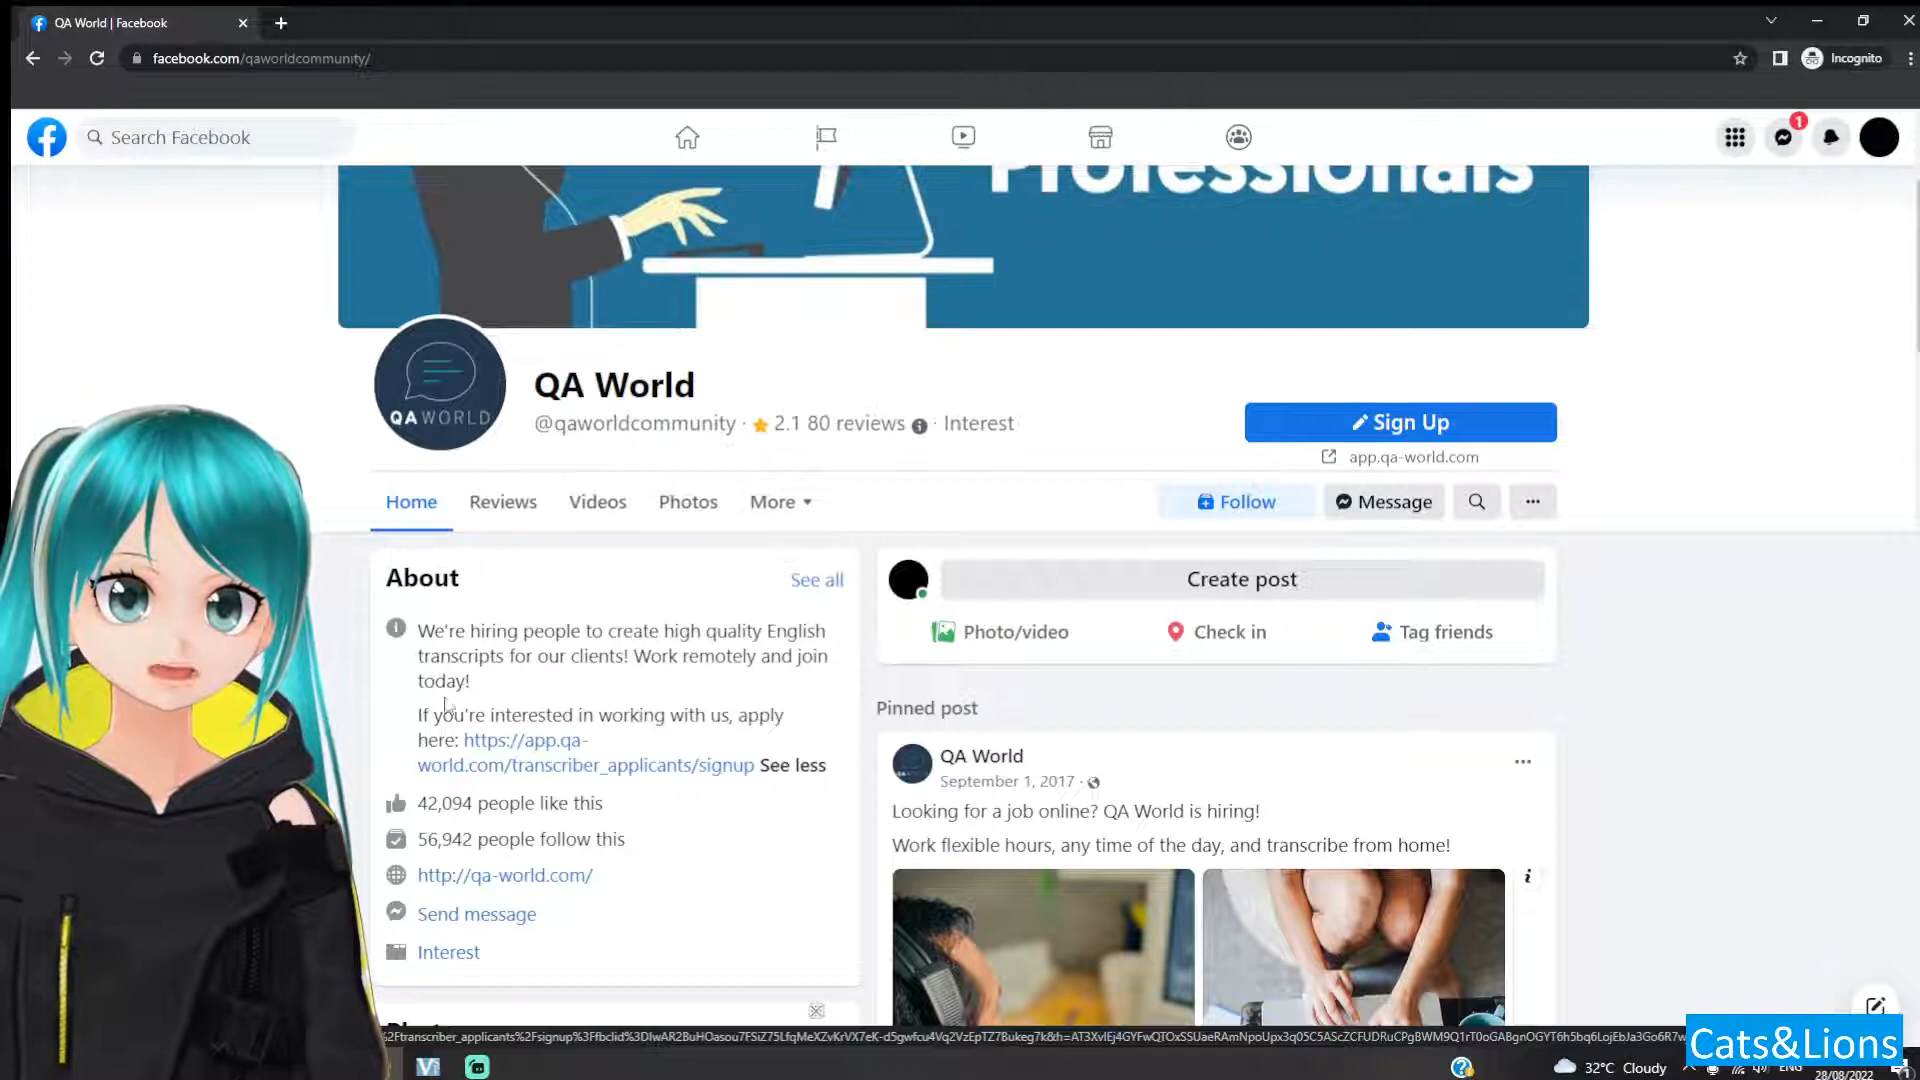 QA World | Facebook
facebook.com/qaworldcommunity/
Incognito
Search Facebook
1
Professionals
QA WORLD
QA World
@qaworldcommunity · 2.1 80 reviews · Interest
Sign Up
app.qa-world.com
Home Reviews Videos Photos More
Follow Message
About
See all
We're hiring people to create high quality English
transcripts for our clients! Work remotely and join
today!
If you're interested in working with us, apply
here: https://app.qa-
world.com/transcriber_applicants/signup See less
42,094 people like this
56,942 people follow this
http://qa-world.com/
Send message
Interest
Create post
Photo/video Check in Tag friends
Pinned post
QA World
September 1, 2017 ·
Looking for a job online? QA World is hiring!
Work flexible hours, any time of the day, and transcribe from home!
Cats&Lions
32°C Cloudy
ENG
28/08/2022